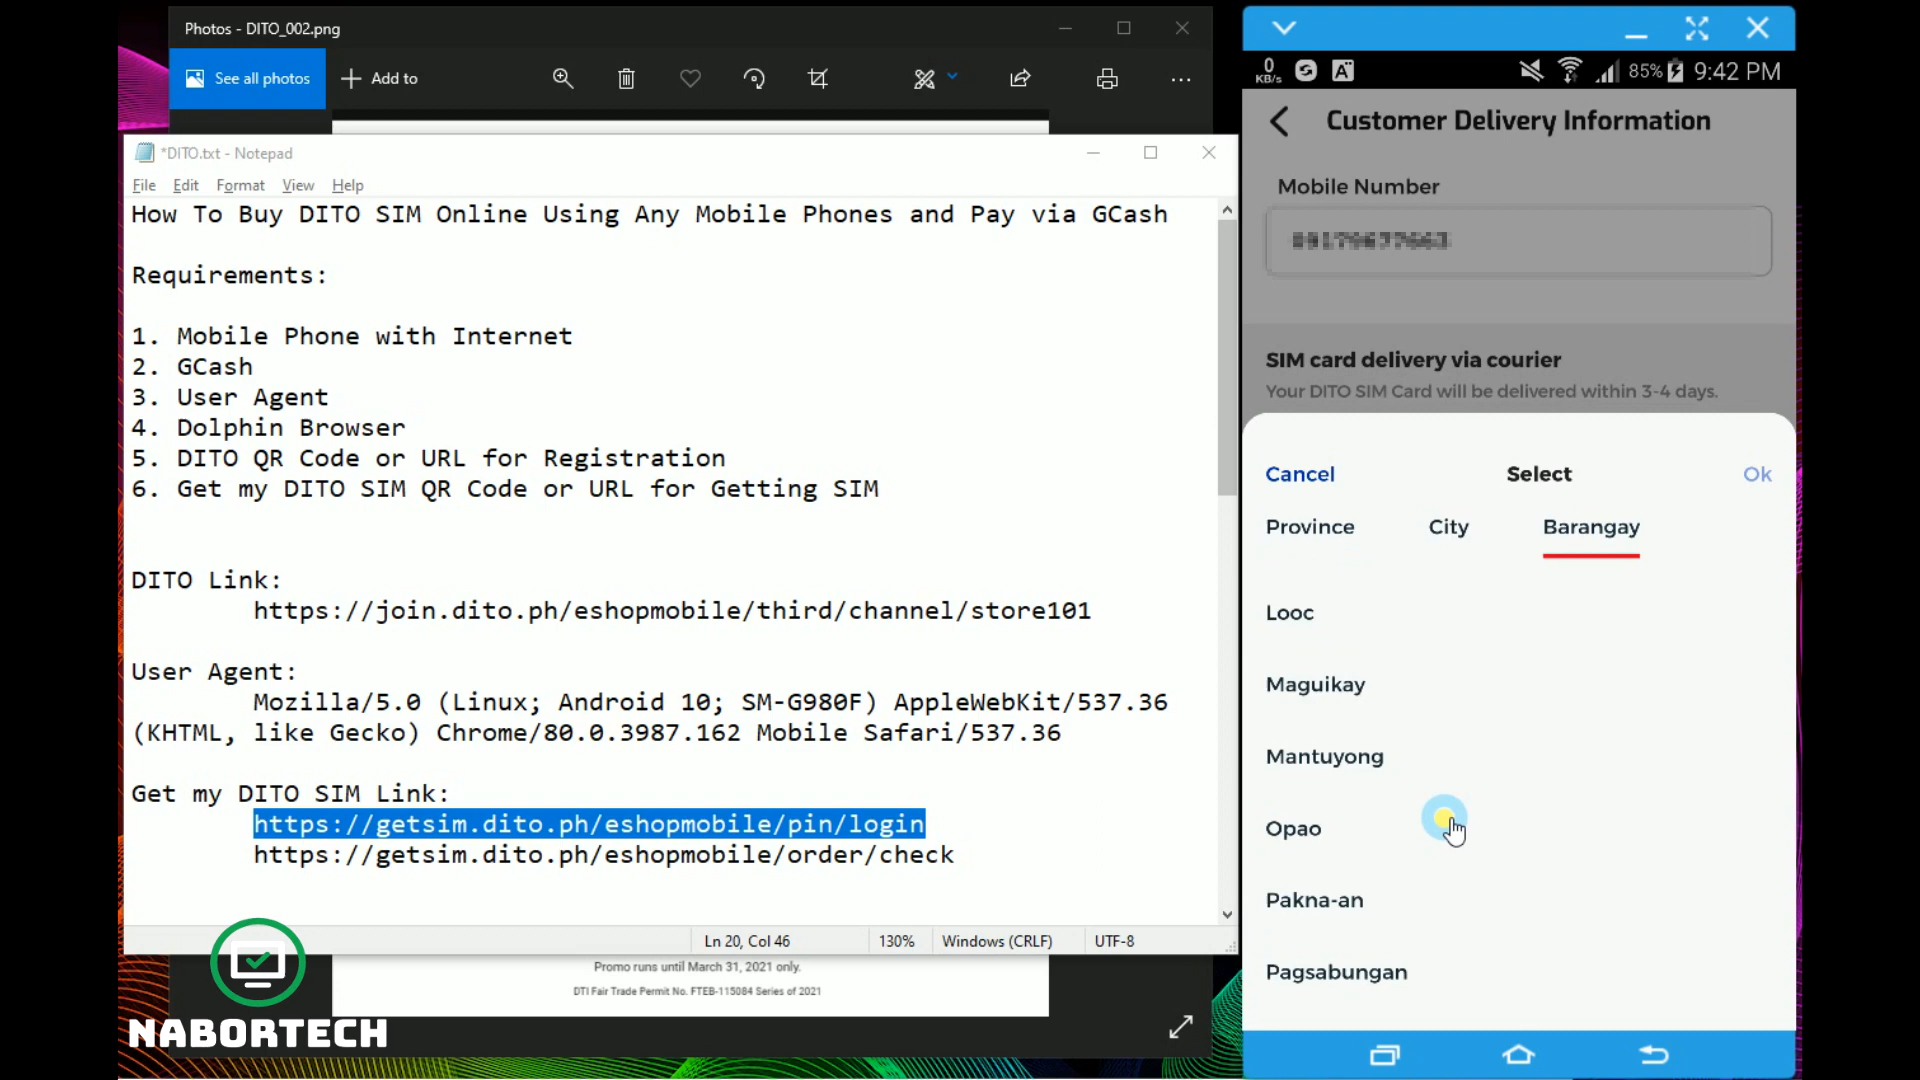 Photos - DITO_002.png
See all photos
Add to
*DITO.txt - Notepad
File Edit Format View Help
How To Buy DITO SIM Online Using Any Mobile Phones and Pay via GCash
Requirements:
1. Mobile Phone with Internet
2. GCash
3. User Agent
4. Dolphin Browser
5. DITO QR Code or URL for Registration
6. Get my DITO SIM QR Code or URL for Getting SIM
DITO Link:
https://join.dito.ph/eshopmobile/third/channel/store101
User Agent:
Mozilla/5.0 (Linux; Android 10; SM-G980F) AppleWebKit/537.36
(KHTML, like Gecko) Chrome/80.0.3987.162 Mobile Safari/537.36
Get my DITO SIM Link:
https://getsim.dito.ph/eshopmobile/pin/login
https://getsim.dito.ph/eshopmobile/order/check
Ln 20, Col 46
130%
Windows (CRLF)
UTF-8
Promo runs until March 31, 2021 only.
DTI Fair Trade Permit No. FTEB-115084 Series of 2021
NABORTECH
0
KB/s
85%
9:42 PM
Customer Delivery Information
Mobile Number
SIM card delivery via courier
Your DITO SIM Card will be delivered within 3-4 days.
Cancel Select Ok
Province City Barangay
Looc
Maguikay
Mantuyong
Opao
Pakna-an
Pagsabungan